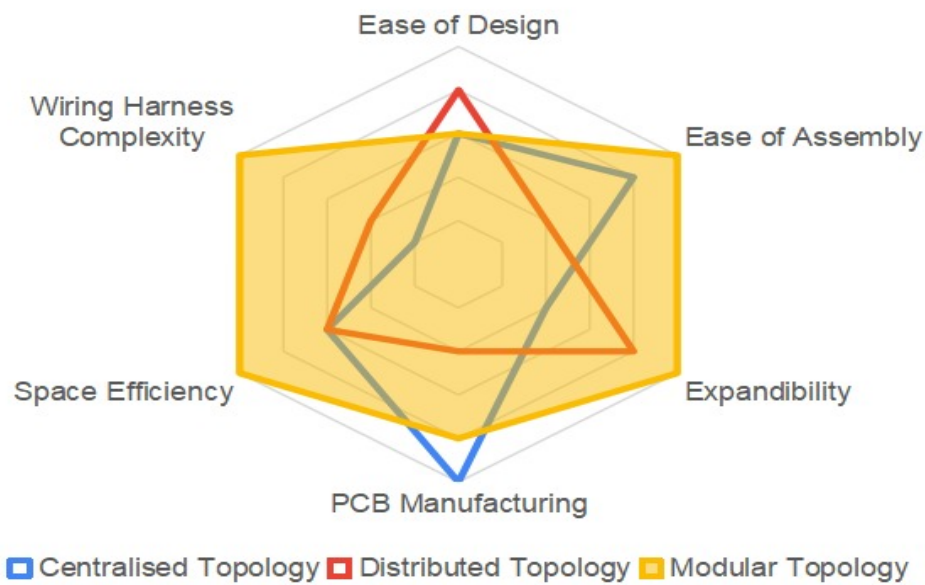 Ease of Design
Wiring Harness
Complexity
Ease of Assembly
Space Efficiency
Expandibility
PCB Manufacturing
Centralised Topology Distributed Topology Modular Topology